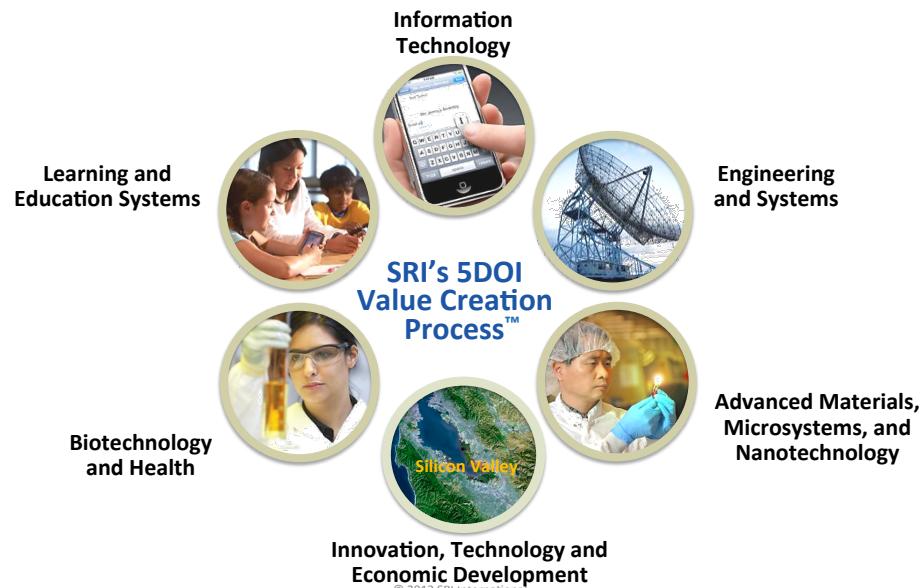 Information
Technology
Learning and
Education Systems
Engineering
and Systems
SRI's 5DOI
Value Creation
Process™
Biotechnology
and Health
Silicon Valley
Advanced Materials,
Microsystems, and
Nanotechnology
Innovation, Technology and
Economic Development